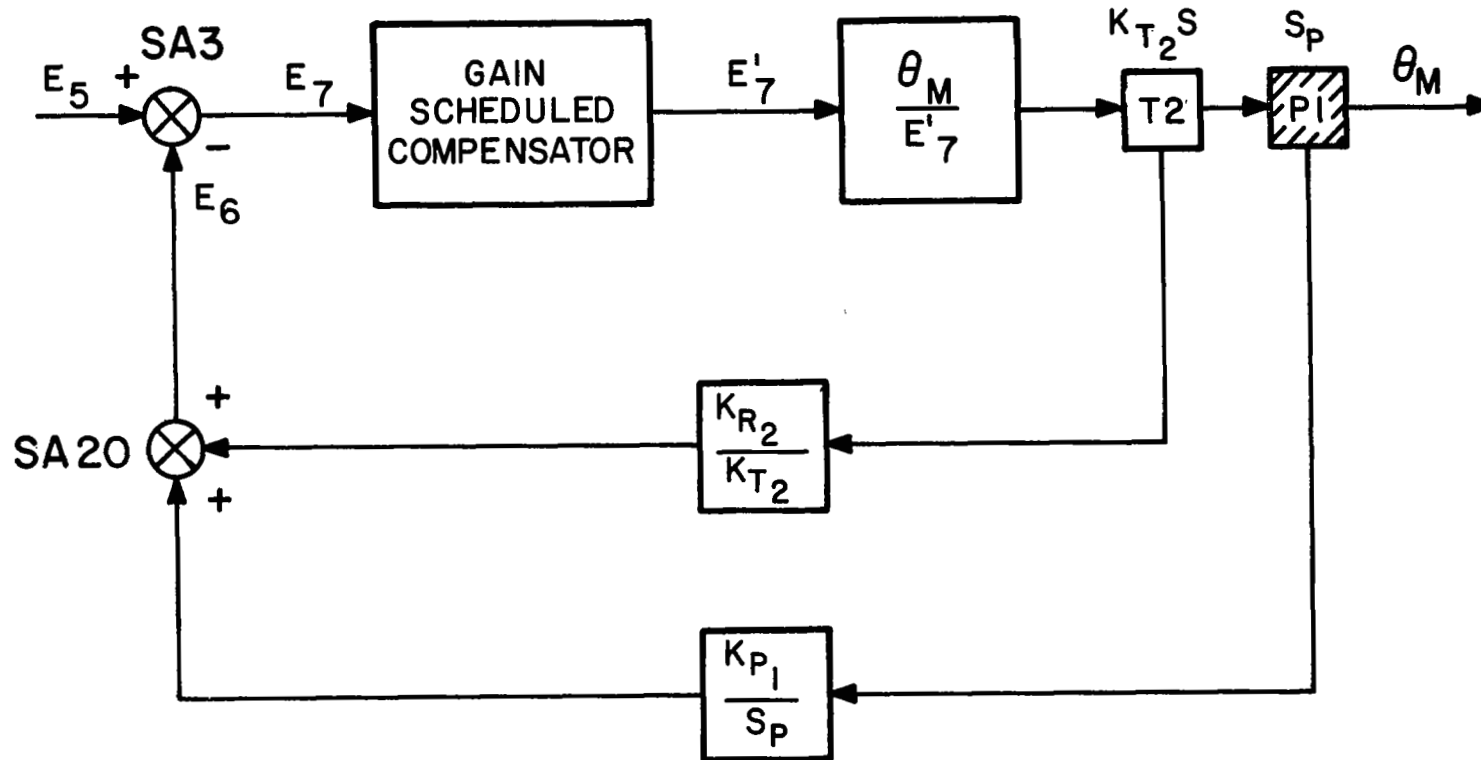 SA3
E5
+
-
E6
E7
GAIN
SCHEDULED
COMPENSATOR
E'7
θM
E'7
KT2S
T2
SP
P1
θM
SA20
+
+
KR2
KT2
KP1
SP